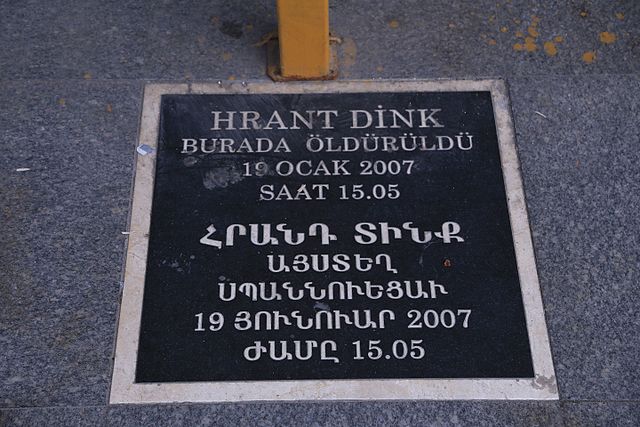 HRANT DİNK
BURADA ÖLDÜRÜLDÜ
19 OCAK 2007
SAAT 15.05
ՀՐԱՆԴ ՏԻՆՔ
ԱՅՍՏԵՂ
ՍՊԱՆՆՈՒԵՑԱՒ
19 ՅՈՒՆՈՒԱՐ 2007
ԺԱՄԸ 15.05